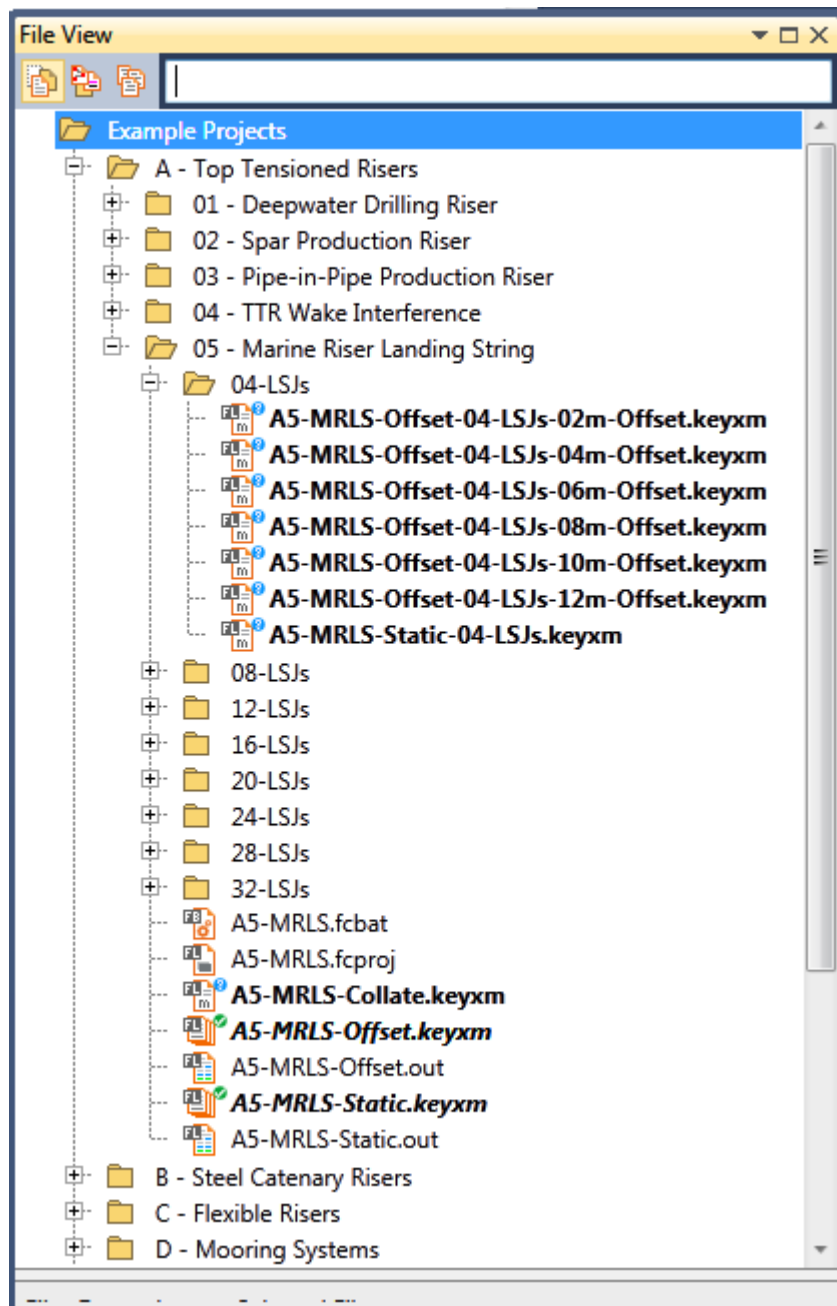 File View
Example Projects
A - Top Tensioned Risers
01 - Deepwater Drilling Riser
02 - Spar Production Riser
03 - Pipe-in-Pipe Production Riser
04 - TTR Wake Interference
05 - Marine Riser Landing String
04-LSJs
A5-MRLS-Offset-04-LSJs-02m-Offset.keyxm
A5-MRLS-Offset-04-LSJs-04m-Offset.keyxm
A5-MRLS-Offset-04-LSJs-06m-Offset.keyxm
A5-MRLS-Offset-04-LSJs-08m-Offset.keyxm
A5-MRLS-Offset-04-LSJs-10m-Offset.keyxm
A5-MRLS-Offset-04-LSJs-12m-Offset.keyxm
A5-MRLS-Static-04-LSJs.keyxm
08-LSJs
12-LSJs
16-LSJs
20-LSJs
24-LSJs
28-LSJs
32-LSJs
A5-MRLS.fcbat
A5-MRLS.fcproj
A5-MRLS-Collate.keyxm
A5-MRLS-Offset.keyxm
A5-MRLS-Offset.out
A5-MRLS-Static.keyxm
A5-MRLS-Static.out
B - Steel Catenary Risers
C - Flexible Risers
D - Mooring Systems